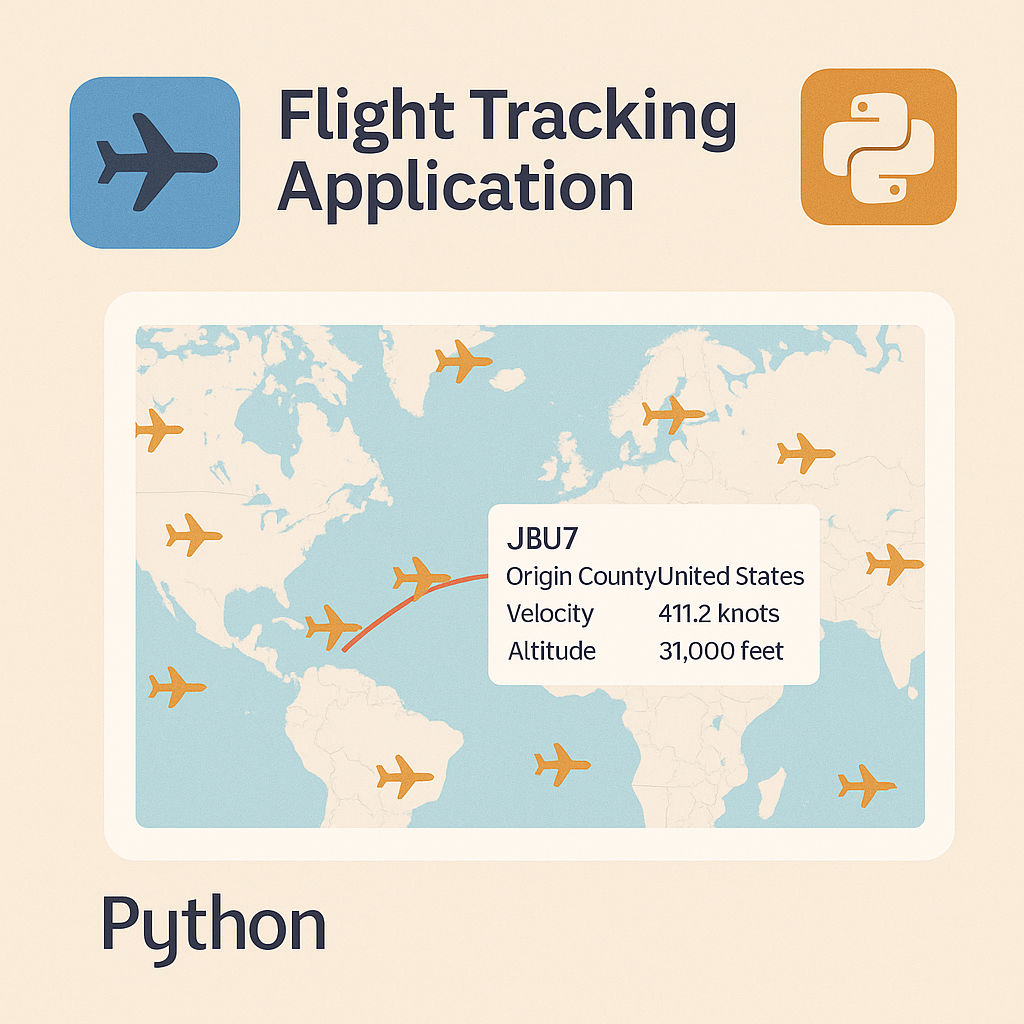 Flight Tracking
Application
JBU7
Origin CountyUnited States
Velocity 411.2 knots
Altitude 31,000 feet
Python